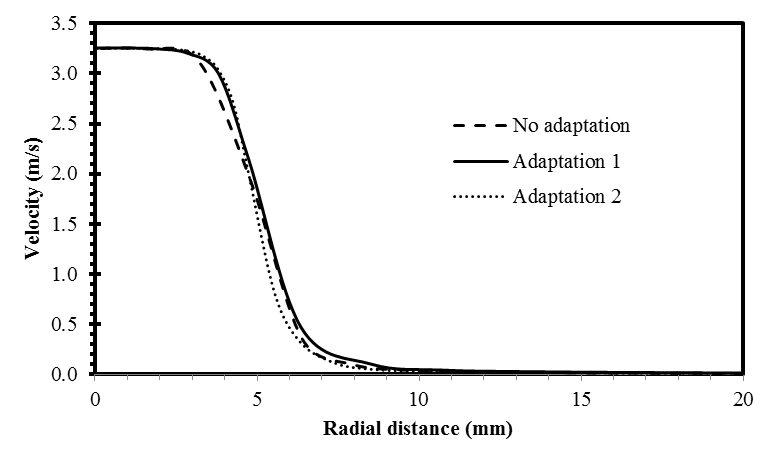 3.5
3.0
2.5
2.0
1.5
1.0
0.5
0.0
Velocity (m/s)
No adaptation
Adaptation 1
Adaptation 2
0 5 10 15 20
Radial distance (mm)